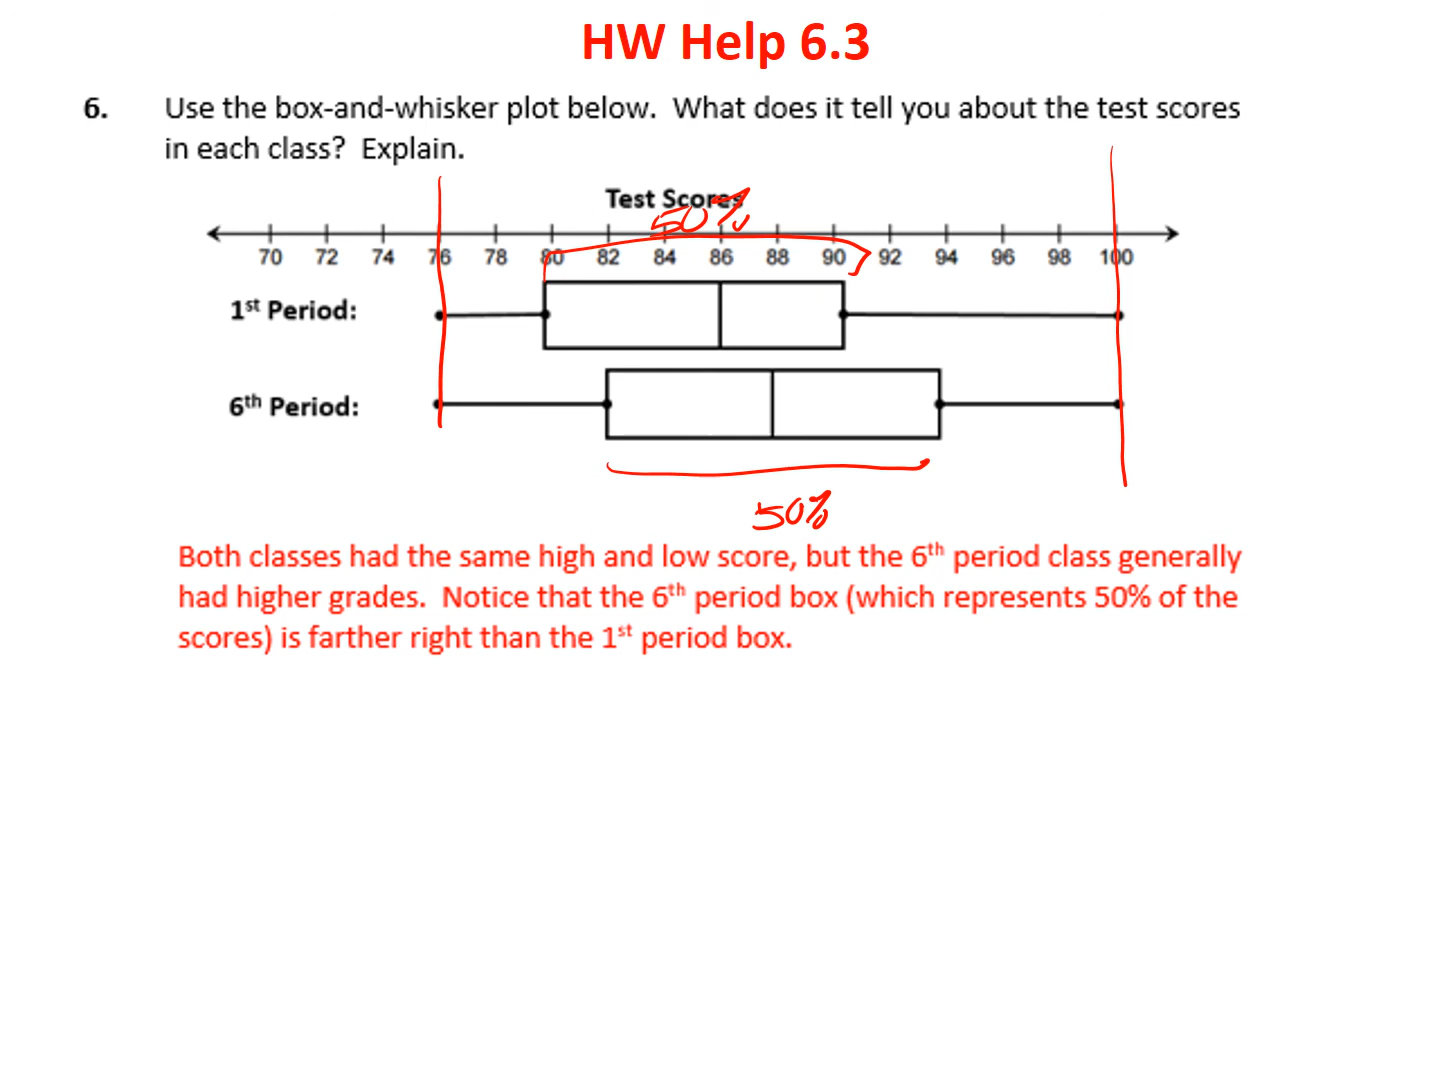 HW Help 6.3
6. Use the box-and-whisker plot below. What does it tell you about the test scores
in each class? Explain.
Test Scores
50%
70 72 74 76 78 80 82 84 86 88 90 92 94 96 98 100
1st Period:
6th Period:
50%
Both classes had the same high and low score, but the 6th period class generally
had higher grades. Notice that the 6th period box (which represents 50% of the
scores) is farther right than the 1st period box.